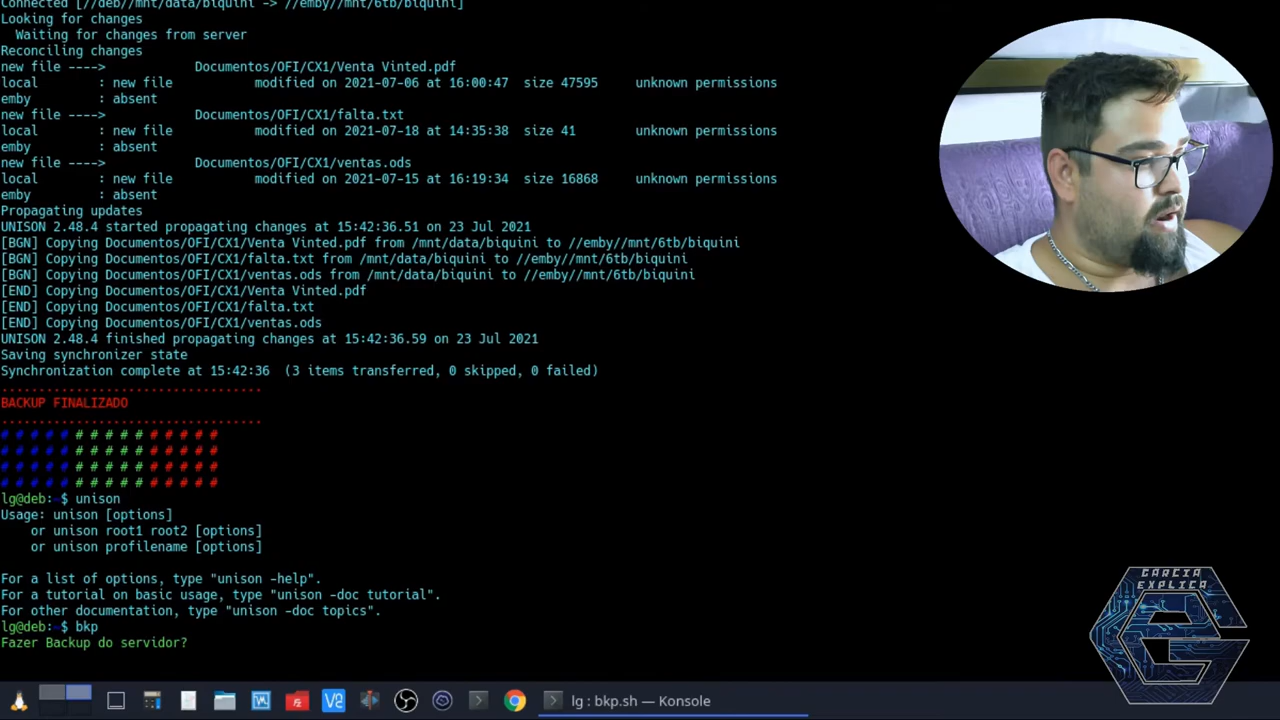 Connected [//deb//mnt/data/biquini -> //emby//mnt/6tb/biquini]
Looking for changes
Waiting for changes from server
Reconciling changes
new file ----> Documentos/OFI/CX1/Venta Vinted.pdf
local : new file modified on 2021-07-06 at 16:00:47 size 47595 unknown permissions
emby : absent
new file ----> Documentos/OFI/CX1/falta.txt
local : new file modified on 2021-07-18 at 14:35:38 size 41 unknown permissions
emby : absent
new file ----> Documentos/OFI/CX1/ventas.ods
local : new file modified on 2021-07-15 at 16:19:34 size 16868 unknown permissions
emby : absent
Propagating updates
UNISON 2.48.4 started propagating changes at 15:42:36.51 on 23 Jul 2021
[BGN] Copying Documentos/OFI/CX1/Venta Vinted.pdf from /mnt/data/biquini to //emby//mnt/6tb/biquini
[BGN] Copying Documentos/OFI/CX1/falta.txt from /mnt/data/biquini to //emby//mnt/6tb/biquini
[BGN] Copying Documentos/OFI/CX1/ventas.ods from /mnt/data/biquini to //emby//mnt/6tb/biquini
[END] Copying Documentos/OFI/CX1/Venta Vinted.pdf
[END] Copying Documentos/OFI/CX1/falta.txt
[END] Copying Documentos/OFI/CX1/ventas.ods
UNISON 2.48.4 finished propagating changes at 15:42:36.59 on 23 Jul 2021
Saving synchronizer state
Synchronization complete at 15:42:36 (3 items transferred, 0 skipped, 0 failed)
...................................
BACKUP FINALIZADO
...................................
# # # # # # # # # # # # # # #
# # # # # # # # # # # # # # #
# # # # # # # # # # # # # # #
# # # # # # # # # # # # # # #
lg@deb:~$ unison
Usage: unison [options]
or unison root1 root2 [options]
or unison profilename [options]
For a list of options, type "unison -help".
For a tutorial on basic usage, type "unison -doc tutorial".
For other documentation, type "unison -doc topics".
lg@deb:~$ bkp
Fazer Backup do servidor?
GARCIA
EXPLICA
lg : bkp.sh — Konsole